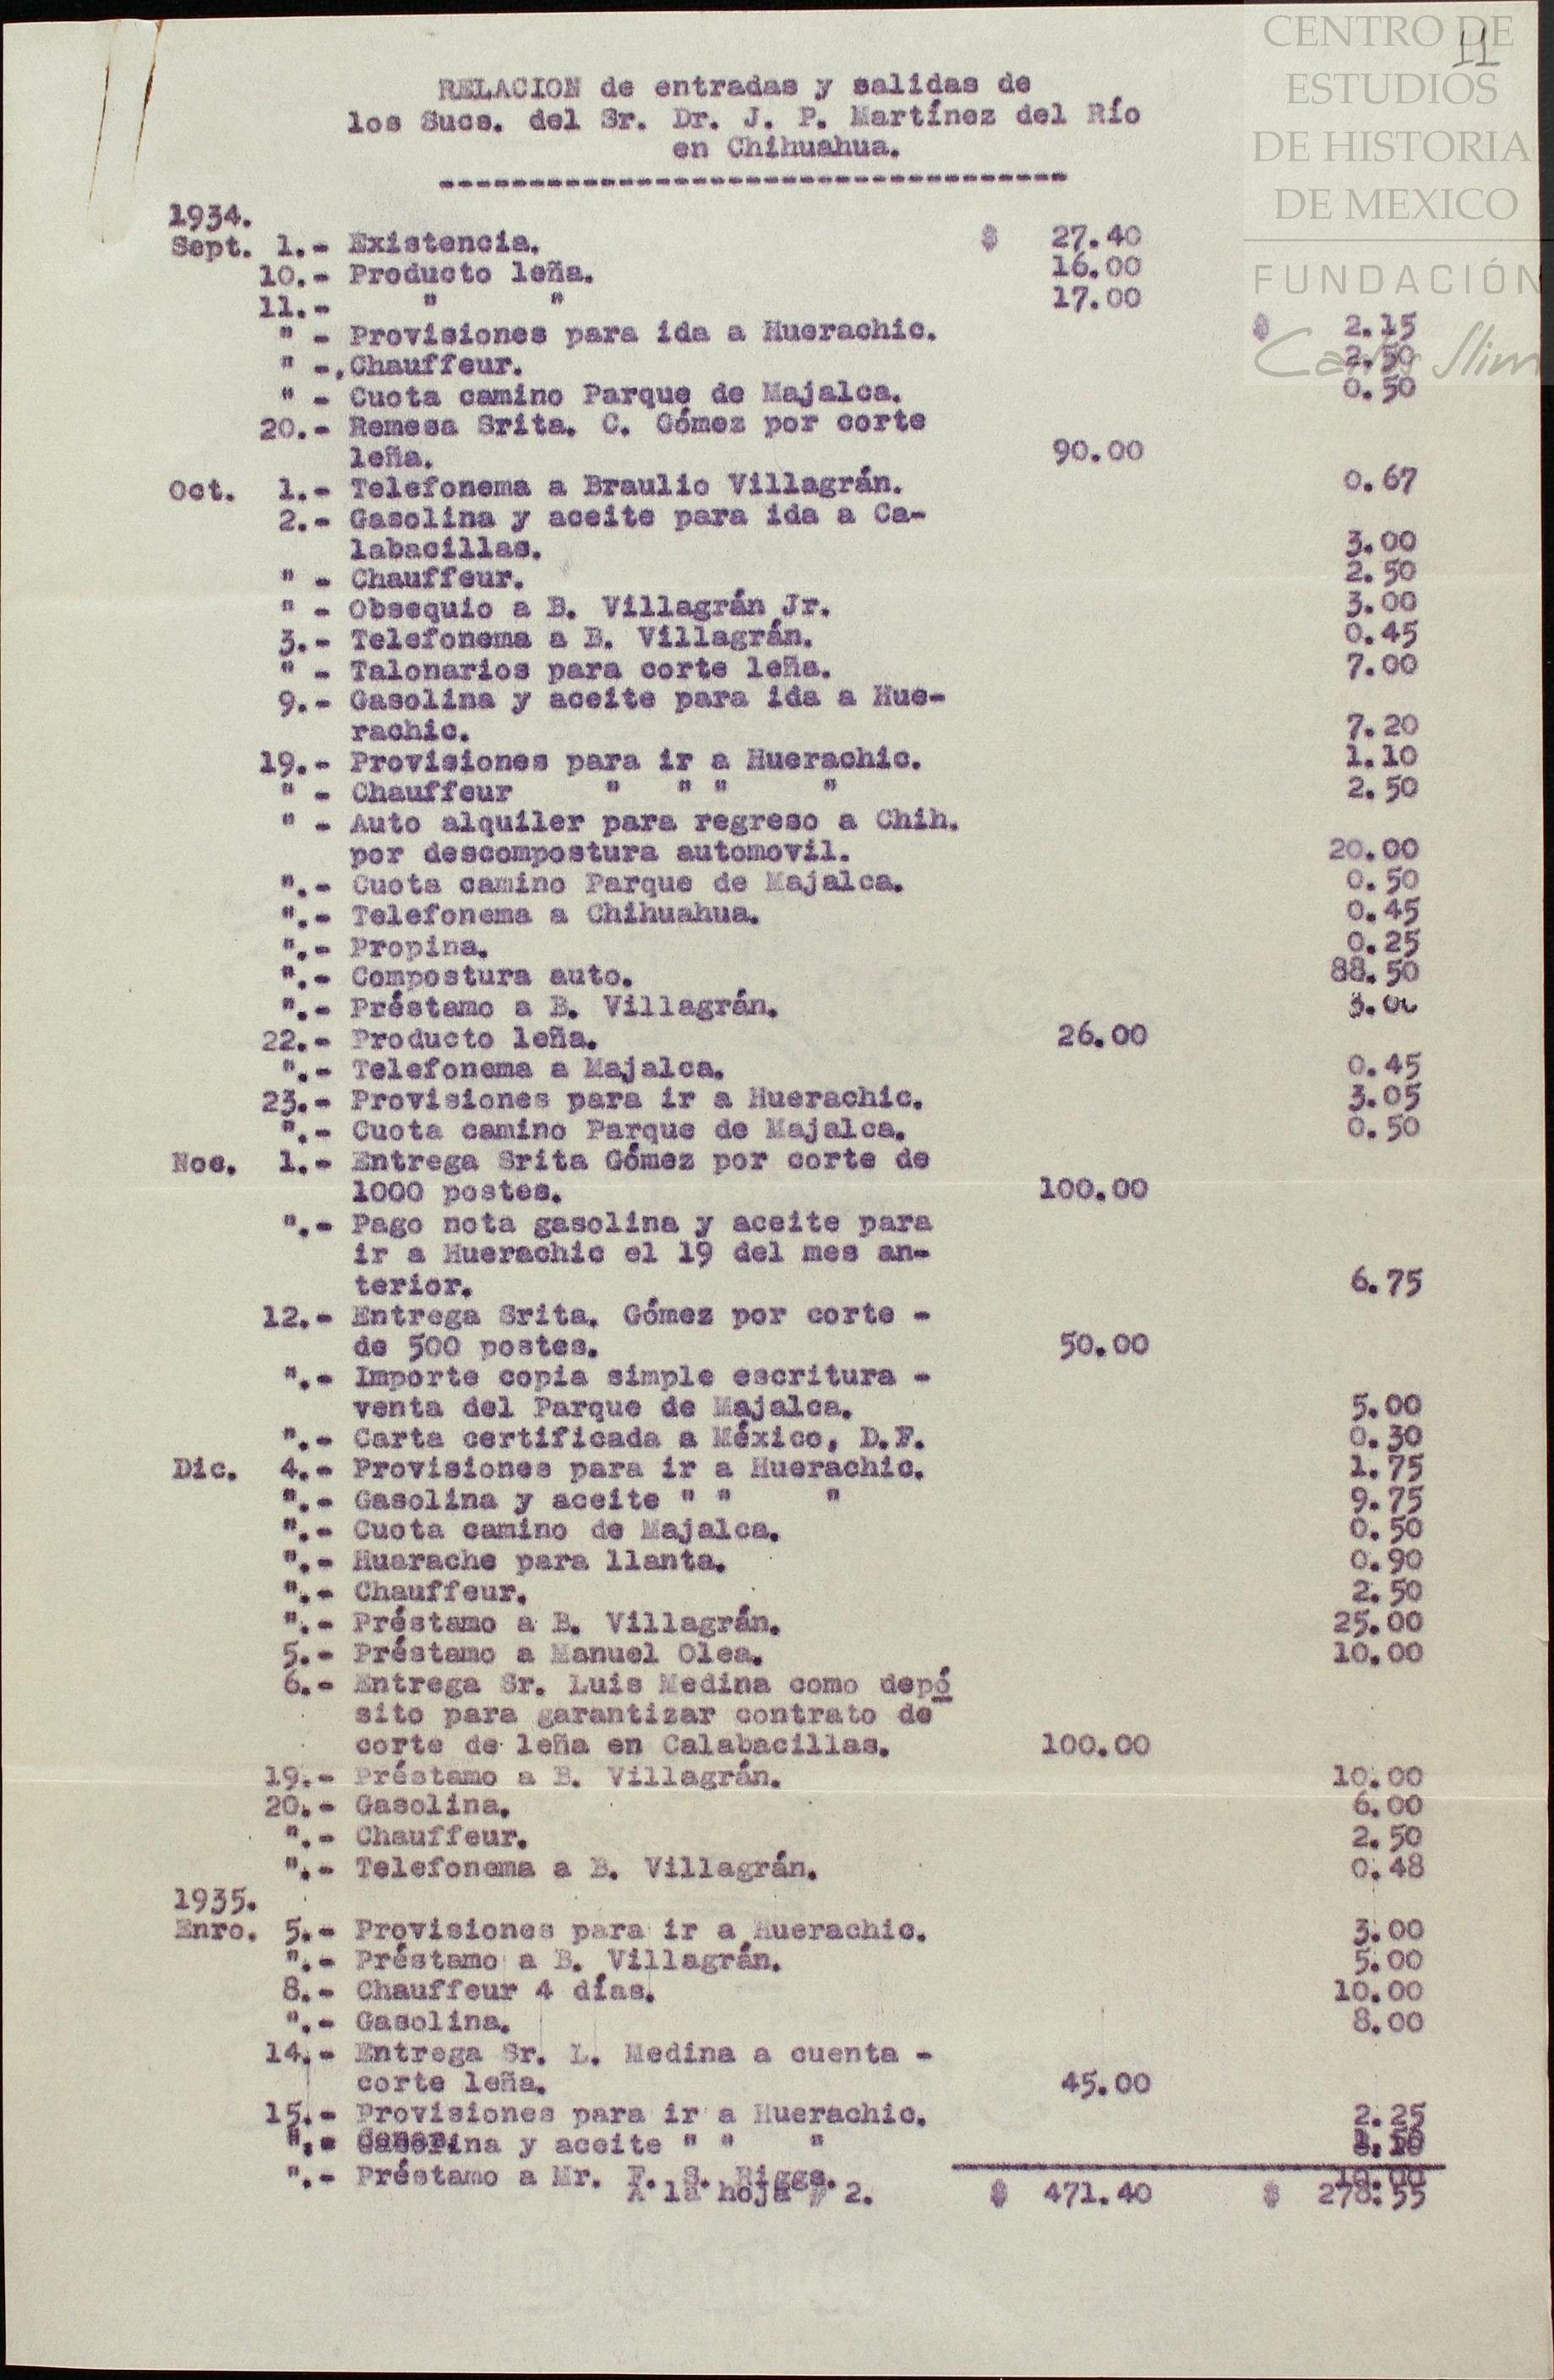 CENTRO DE
ESTUDIOS
DE HISTORIA
DE MEXICO
FUNDACIÓN
Carlos Slim
11
RELACION de entradas y salidas de
los Sucs. del Sr. Dr. J. P. Martínez del Río
en Chihuahua.
-----------------------------------
1934.
Sept. 1.- Existencia. $ 27.40
10.- Producto leña. 16.00
11.- " " 17.00
" - Provisiones para ida a Huerachic. $ 2.15
" -.Chauffeur. 2.50
" - Cuota camino Parque de Majalca. 0.50
20.- Remesa Srita. C. Gómez por corte
leña. 90.00
Oct. 1.- Telefonema a Braulio Villagrán. 0.67
2.- Gasolina y aceite para ida a Ca-
labacillas. 3.00
" - Chauffeur. 2.50
" - Obsequio a B. Villagrán Jr. 3.00
3.- Telefonema a B. Villagrán. 0.45
" - Talonarios para corte leña. 7.00
9.- Gasolina y aceite para ida a Hue-
rachic. 7.20
19.- Provisiones para ir a Huerachic. 1.10
" - Chauffeur " " " " 2.50
" - Auto alquiler para regreso a Chih.
por descompostura automovil. 20.00
".- Cuota camino Parque de Majalca. 0.50
".- Telefonema a Chihuahua. 0.45
".- Propina. 0.25
".- Compostura auto. 88.50
".- Préstamo a B. Villagrán. 3.00
22.- Producto leña. 26.00
".- Telefonema a Majalca. 0.45
23.- Provisiones para ir a Huerachic. 3.05
".- Cuota camino Parque de Majalca. 0.50
Noe. 1.- Entrega Srita Gómez por corte de
1000 postes. 100.00
".- Pago nota gasolina y aceite para
ir a Huerachic el 19 del mes an-
terior. 6.75
12.- Entrega Srita. Gómez por corte -
de 500 postes. 50.00
".- Importe copia simple escritura -
venta del Parque de Majalca. 5.00
".- Carta certificada a México, D.F. 0.30
Dic. 4.- Provisiones para ir a Huerachic. 1.75
".- Gasolina y aceite " " " 9.75
".- Cuota camino de Majalca. 0.50
".- Huarache para llanta. 0.90
".- Chauffeur. 2.50
".- Préstamo a B. Villagrán. 25.00
5.- Préstamo a Manuel Olea. 10.00
6.- Entrega Sr. Luis Medina como depó
sito para garantizar contrato de
corte de leña en Calabacillas. 100.00
19.- Préstamo a B. Villagrán. 10.00
20.- Gasolina. 6.00
".- Chauffeur. 2.50
".- Telefonema a B. Villagrán. 0.48
1935.
Enro. 5.- Provisiones para ir a Huerachic. 3.00
".- Préstamo a B. Villagrán. 5.00
8.- Chauffeur 4 días. 10.00
".- Gasolina. 8.00
14.- Entrega Sr. L. Medina a cuenta -
corte leña. 45.00
15.- Provisiones para ir a Huerachic. 2.25
".- Gasolina y aceite " " "
".- Préstamo a Mr. F. S. Riggs. 10.00
A la hoja # 2. $ 471.40 $ 278.55